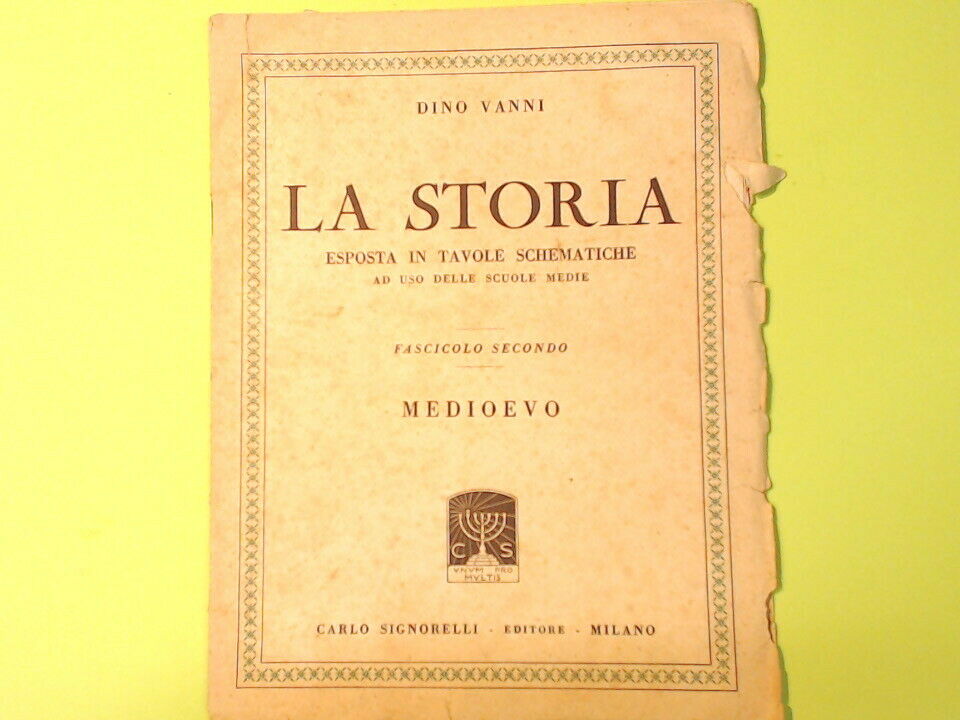 DINO VANNI
LA STORIA
ESPOSTA IN TAVOLE SCHEMATICHE
AD USO DELLE SCUOLE MEDIE
FASCICOLO SECONDO
MEDIOEVO
C S
VNVM PRO
MVLTIS
CARLO SIGNORELLI - EDITORE - MILANO